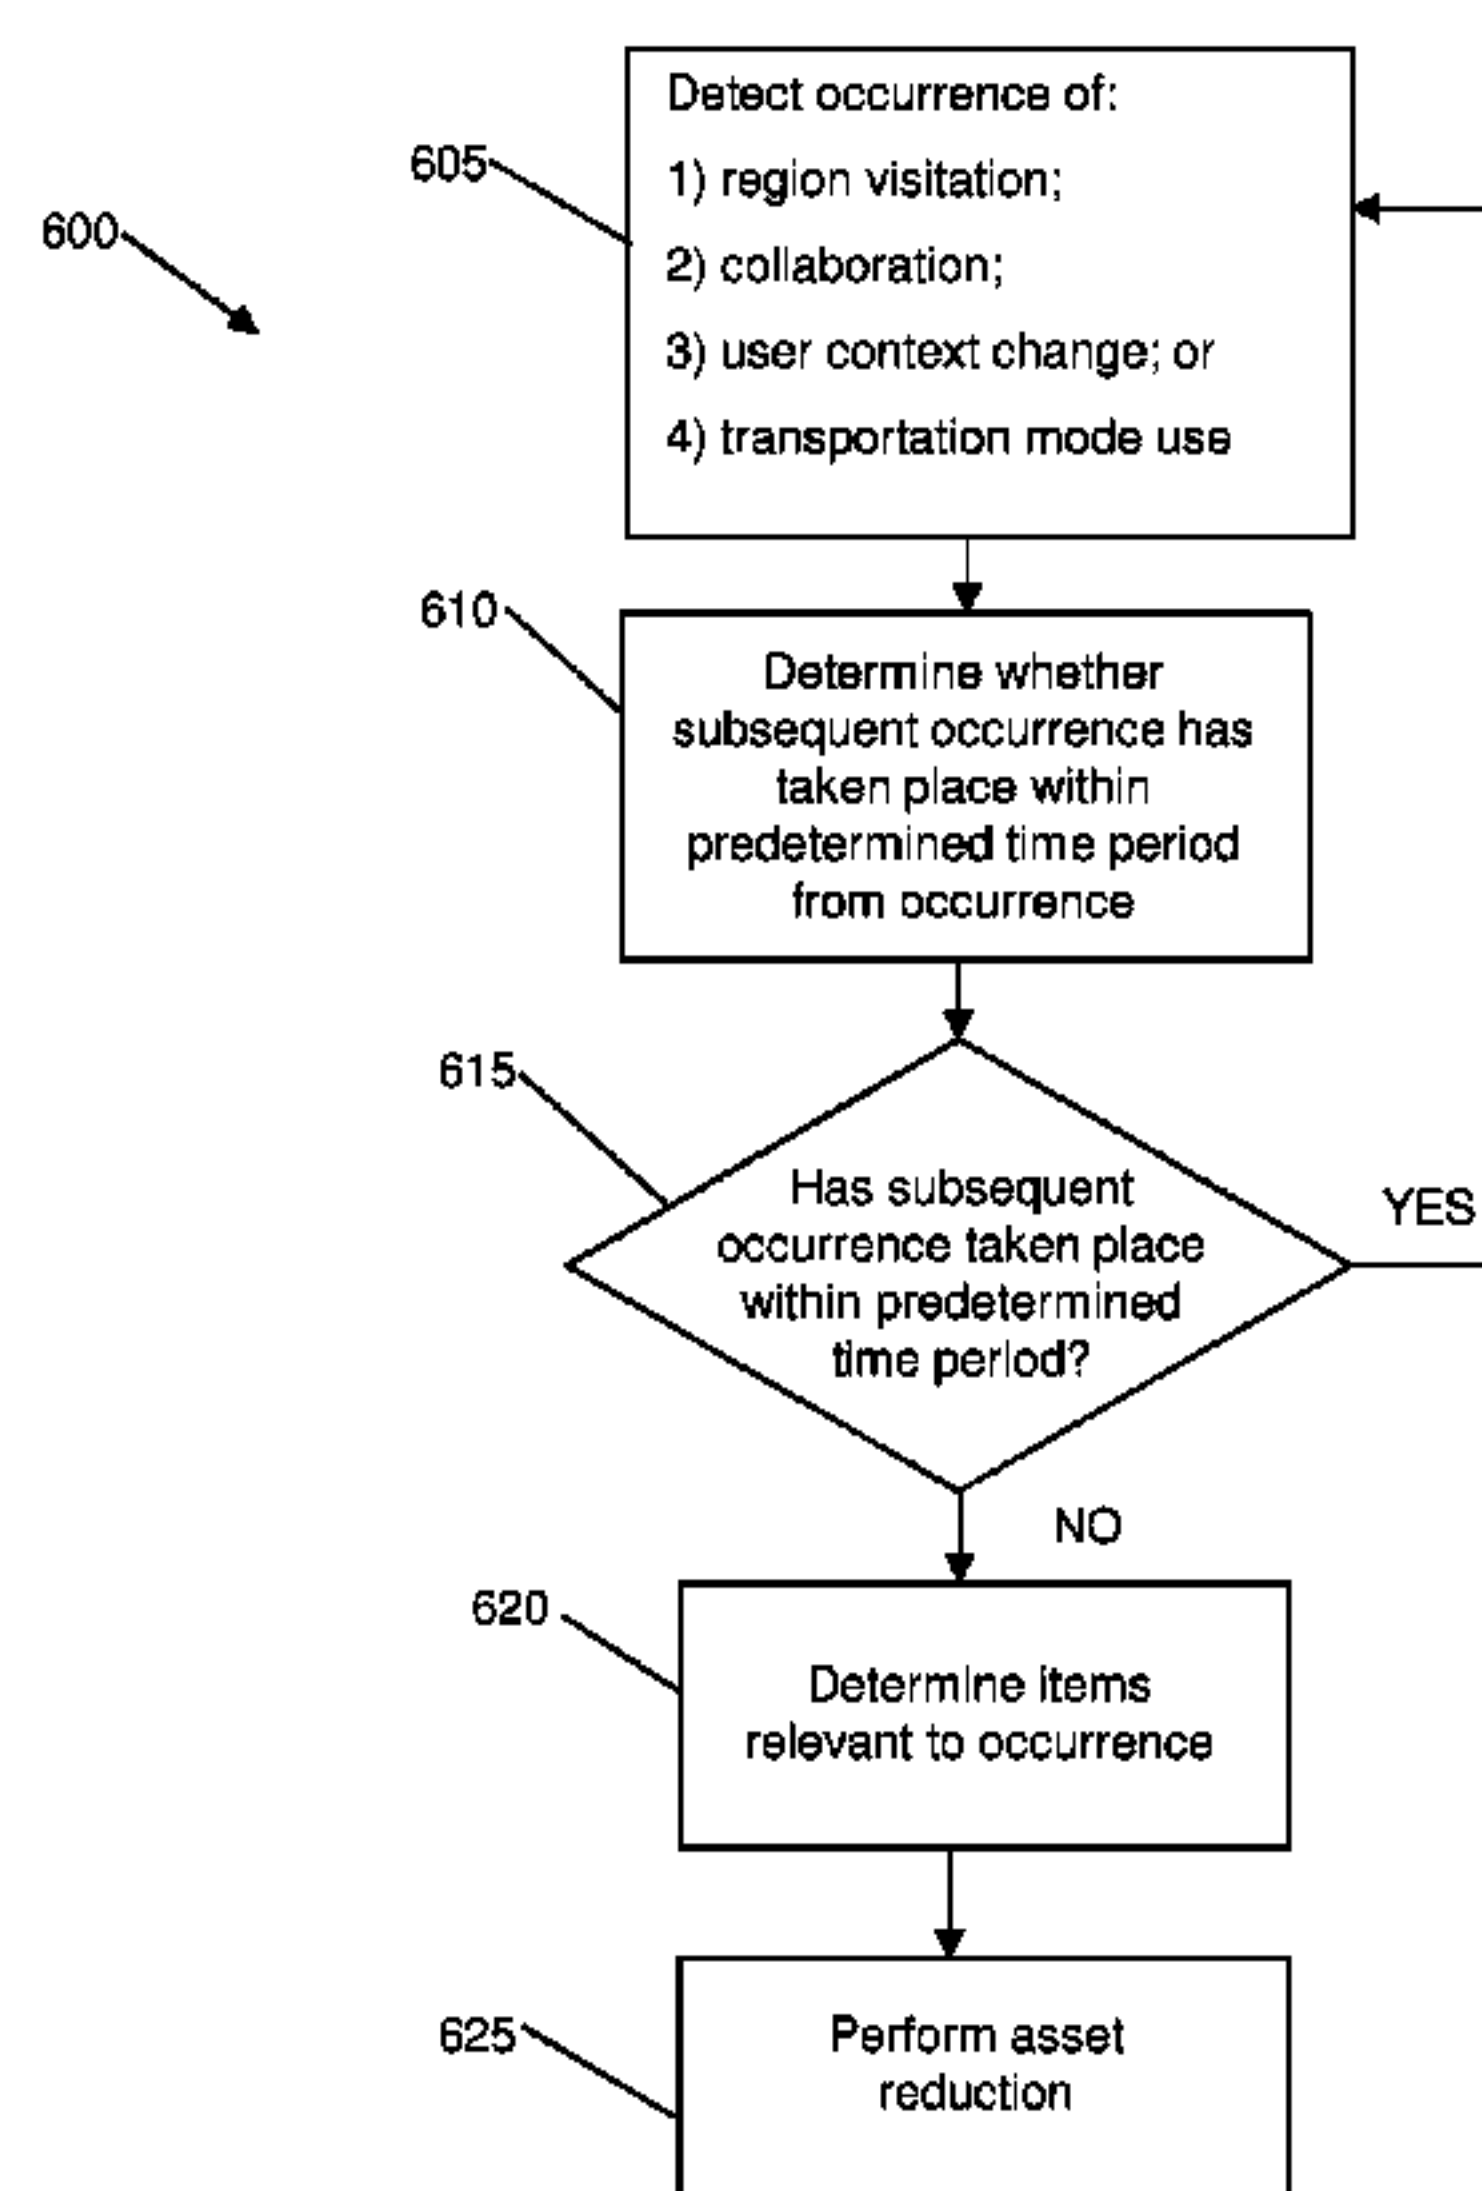 Detect occurrence of:
605
1) region visitation;
600
2) collaboration;
3) user context change; or
4) transportation mode use
610
Determine whether
subsequent occurrence has
taken place within
predetermined time period
from occurrence
615
Has subsequent
occurrence taken place
within predetermined
time period?
YES
NO
620
Determine items
relevant to occurrence
625
Perform asset
reduction